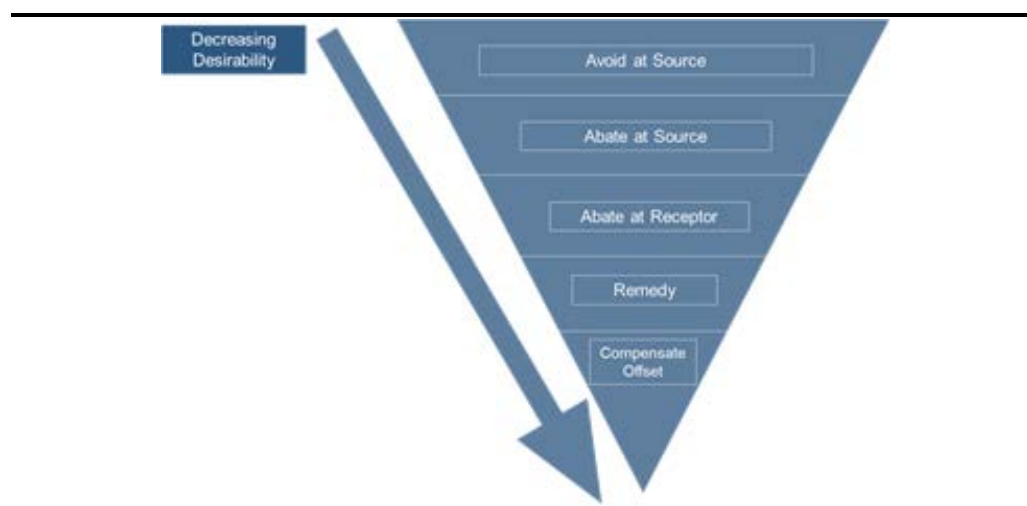 Decreasing
Desirability
Avoid at Source
Abate at Source
Abate at Receptor
Remedy
Compensate
Offset